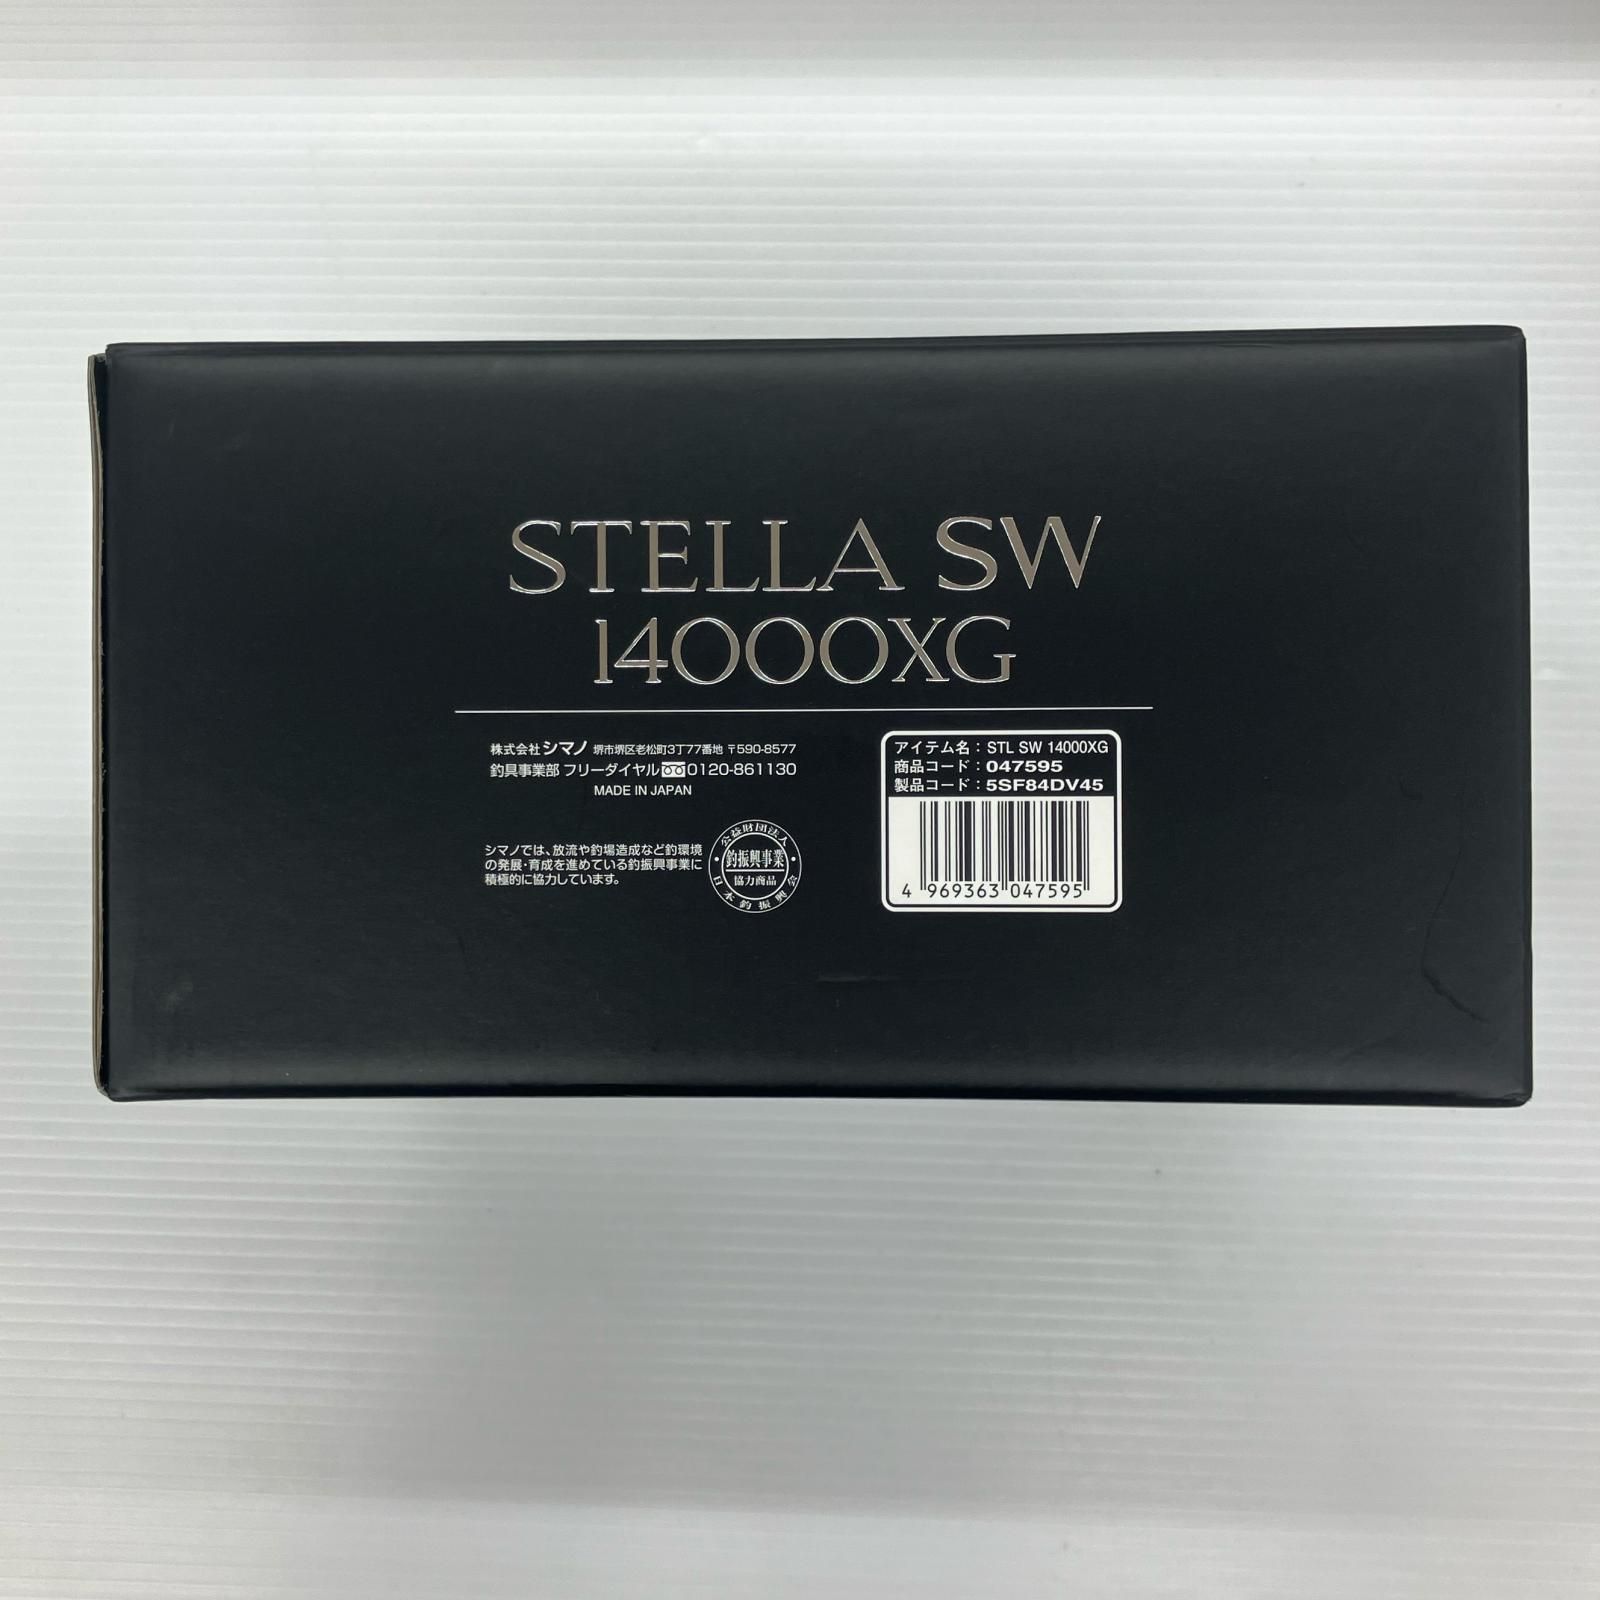 STELLA SW
14000XG
株式会社シマノ 堺市堺区老松町3丁77番地 〒590-8577
釣具事業部 フリーダイヤル 0120-861130
MADE IN JAPAN
シマノでは、放流や釣場造成など釣環境
の発展・育成を進めている釣振興事業に
積極的に協力しています。
公益財団法人
釣振興事業
協力商品
日本釣振興会
アイテム名：STL SW 14000XG
商品コード：047595
製品コード：5SF84DV45
4 969363 047595